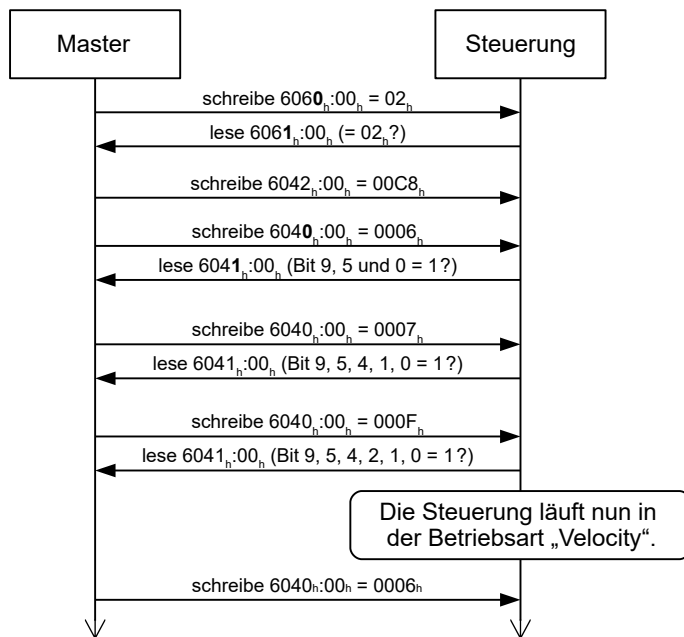 Master
Steuerung
schreibe 6060ₕ:00ₕ = 02ₕ
lese 6061ₕ:00ₕ (= 02ₕ?)
schreibe 6042ₕ:00ₕ = 00C8ₕ
schreibe 6040ₕ:00ₕ = 0006ₕ
lese 6041ₕ:00ₕ (Bit 9, 5 und 0 = 1?)
schreibe 6040ₕ:00ₕ = 0007ₕ
lese 6041ₕ:00ₕ (Bit 9, 5, 4, 1, 0 = 1?)
schreibe 6040ₕ:00ₕ = 000Fₕ
lese 6041ₕ:00ₕ (Bit 9, 5, 4, 2, 1, 0 = 1?)
Die Steuerung läuft nun in
der Betriebsart „Velocity“.
schreibe 6040ₕ:00ₕ = 0006ₕ